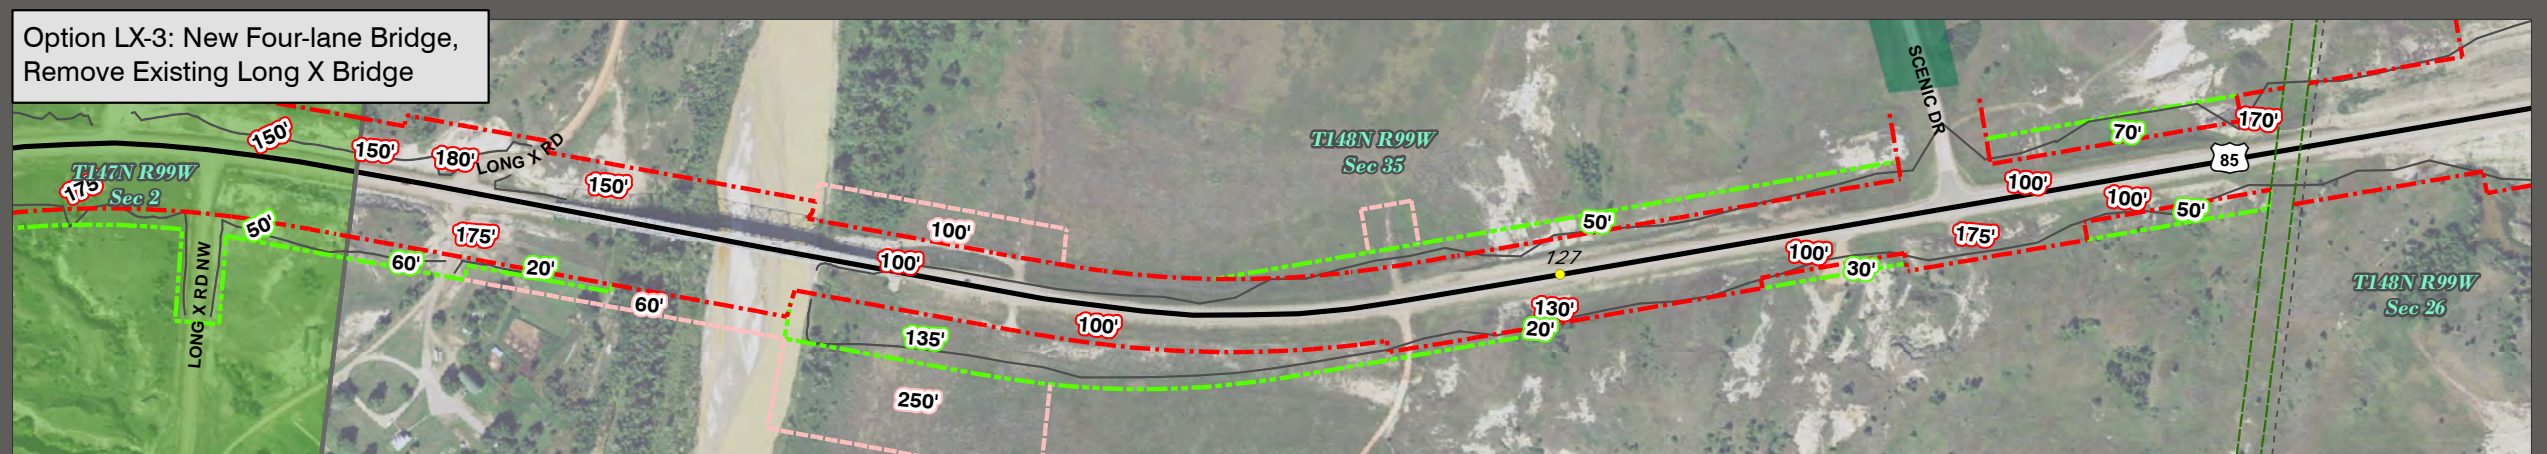 Option LX-3: New Four-lane Bridge,
Remove Existing Long X Bridge
150'
150'
180'
LONG X RD
150'
T147N R99W
Sec 2
175'
50'
175'
60'
20'
60'
LONG X RD NW
100'
100'
135'
100'
250'
T148N R99W
Sec 35
50'
127
130'
20'
SCENIC DR
70'
170'
85
100'
100'
50'
175'
100'
30'
T148N R99W
Sec 26